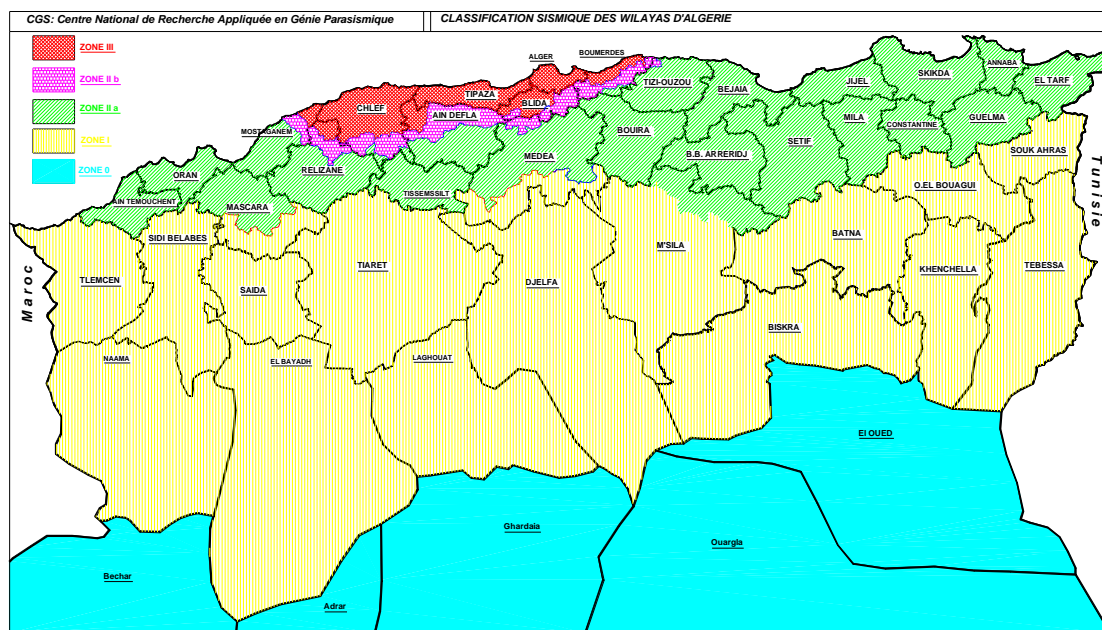 CGS: Centre National de Recherche Appliquée en Génie Parasismique
CLASSIFICATION SISMIQUE DES WILAYAS D'ALGERIE
ZONE III
ZONE II b
ZONE II a
ZONE I
ZONE 0
ALGER
BOUMERDES
TIPAZA
BLIDA
CHLEF
AIN DEFLA
TIZI-OUZOU
BEJAIA
JIJEL
SKIKDA
ANNABA
EL TARF
MOSTAGANEM
BOUIRA
SETIF
MILA
CONSTANTINE
GUELMA
ORAN
RELIZANE
MEDEA
B.B. ARRERIDJ
SOUK AHRAS
AIN TEMOUCHENT
MASCARA
TISSEMSSILT
O.EL BOUAGUI
SIDI BELABES
M'SILA
BATNA
TLEMCEN
SAIDA
TIARET
DJELFA
KHENCHELLA
TEBESSA
BISKRA
NAAMA
EL BAYADH
LAGHOUAT
Maroc
Tunisie
El OUED
Ghardaia
Ouargla
Bechar
Adrar